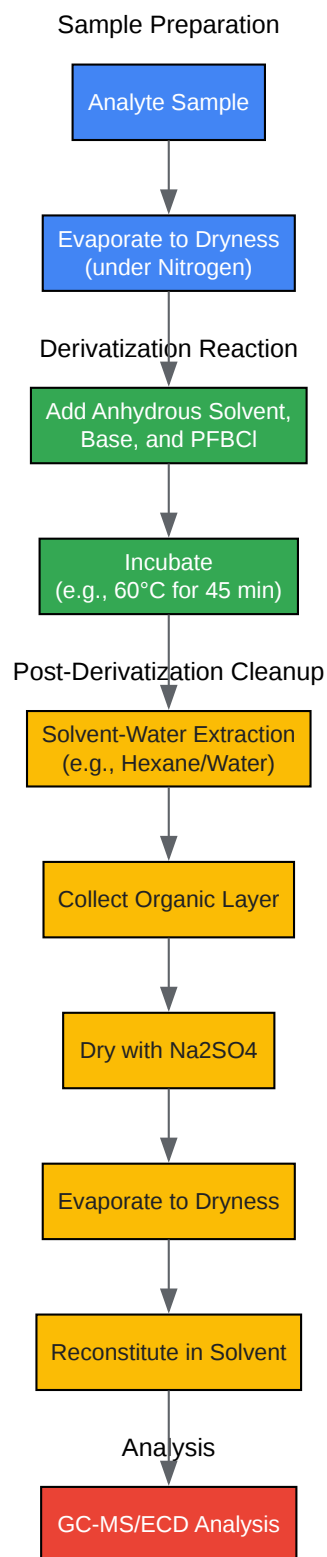 Sample Preparation
Analyte Sample
Evaporate to Dryness
(under Nitrogen)
Derivatization Reaction
Add Anhydrous Solvent,
Base, and PFBCl
Incubate
(e.g., 60°C for 45 min)
Post-Derivatization Cleanup
Solvent-Water Extraction
(e.g., Hexane/Water)
Collect Organic Layer
Dry with Na2SO4
Evaporate to Dryness
Reconstitute in Solvent
Analysis
GC-MS/ECD Analysis